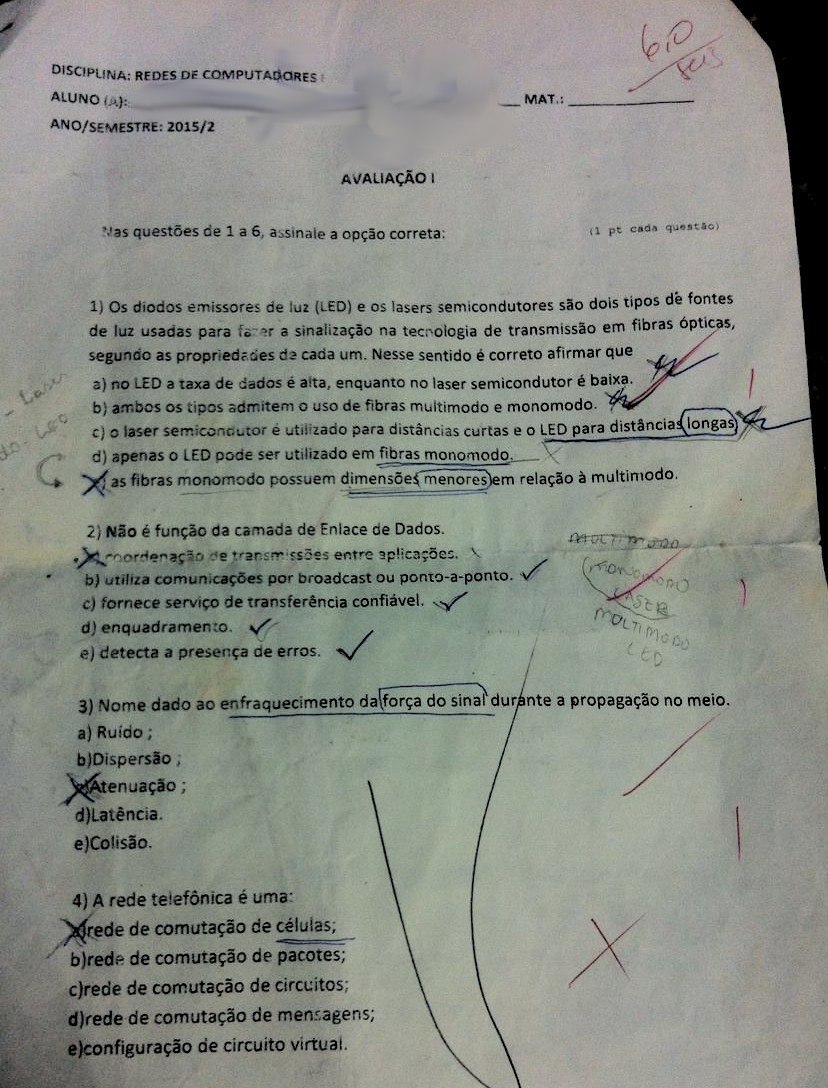 6,0
seis
DISCIPLINA: REDES DE COMPUTADORES
ALUNO (A): MAT.:
ANO/SEMESTRE: 2015/2
AVALIAÇÃO I
Nas questões de 1 a 6, assinale a opção correta: (1 pt cada questão)
1) Os diodos emissores de luz (LED) e os lasers semicondutores são dois tipos de fontes
de luz usadas para fazer a sinalização na tecnologia de transmissão em fibras ópticas,
segundo as propriedades de cada um. Nesse sentido é correto afirmar que
a) no LED a taxa de dados é alta, enquanto no laser semicondutor é baixa.
b) ambos os tipos admitem o uso de fibras multimodo e monomodo.
c) o laser semicondutor é utilizado para distâncias curtas e o LED para distâncias longas
d) apenas o LED pode ser utilizado em fibras monomodo.
as fibras monomodo possuem dimensões menores em relação à multimodo.
- Laser
- LED
2) Não é função da camada de Enlace de Dados.
coordenação de transmissões entre aplicações.
b) utiliza comunicações por broadcast ou ponto-a-ponto.
c) fornece serviço de transferência confiável.
d) enquadramento.
e) detecta a presença de erros.
MULTIMODO
MONOMODO
LASER
MULTIMODO
LED
3) Nome dado ao enfraquecimento da força do sinal durante a propagação no meio.
a) Ruído ;
b)Dispersão ;
Atenuação ;
d)Latência.
e)Colisão.
4) A rede telefônica é uma:
rede de comutação de células;
b)rede de comutação de pacotes;
c)rede de comutação de circuitos;
d)rede de comutação de mensagens;
e)configuração de circuito virtual.